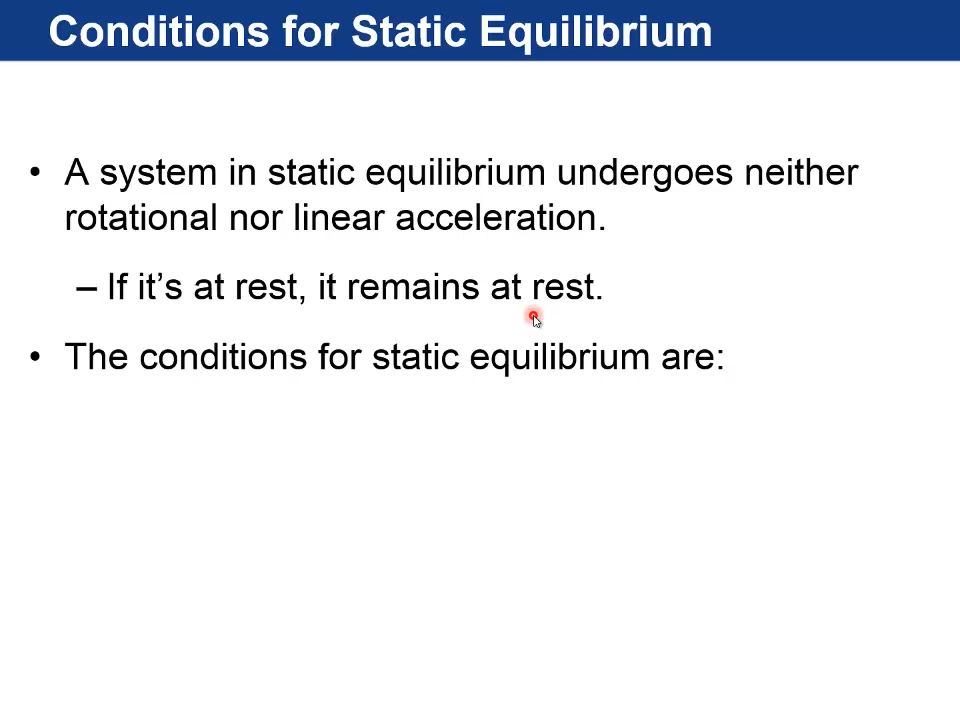 Conditions for Static Equilibrium
• A system in static equilibrium undergoes neither
rotational nor linear acceleration.
– If it’s at rest, it remains at rest.
• The conditions for static equilibrium are: